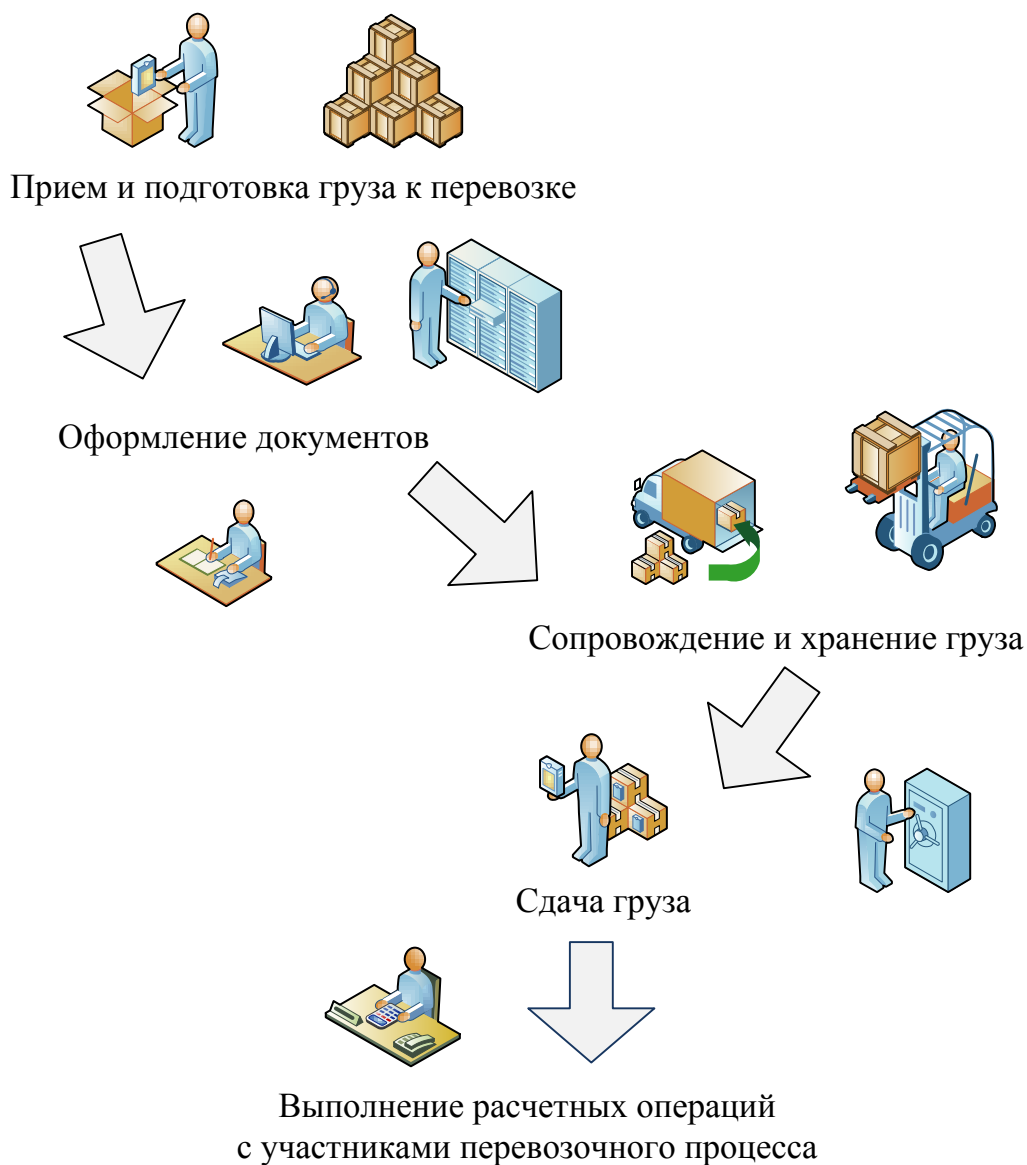 Прием и подготовка груза к перевозке
Оформление документов
Сопровождение и хранение груза
Сдача груза
Выполнение расчетных операций
с участниками перевозочного процесса